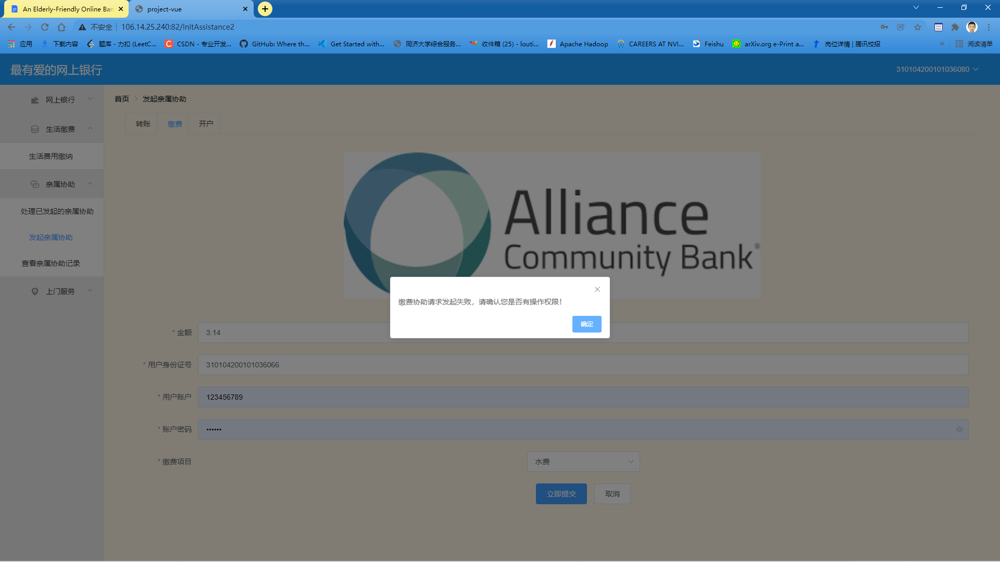 An Elderly-Friendly Online Ban
project-vue
不安全 106.14.25.240:82/initAssistance2
应用 下载内容 题库 - 力扣 (LeetC... CSDN - 专业开发... GitHub: Where th... Get Started with... 同济大学综合服务... 收件箱 (25) - louti... Apache Hadoop CAREERS AT NVI... Feishu arXiv.org e-Print a... 岗位详情 | 腾讯校招 » 阅读清单
最有爱的网上银行
310104200101036080
网上银行
生活缴费
生活费用缴纳
亲属协助
处理已发起的亲属协助
发起亲属协助
查看亲属协助记录
上门服务
首页 > 发起亲属协助
转账 缴费 开户
Alliance
Community Bank®
缴费协助请求发起失败，请确认您是否有操作权限！
确定
* 金额 3.14
* 用户身份证号 310104200101036066
* 用户账户 123456789
* 账户密码 ••••••
* 缴费项目 水费
立即提交 取消